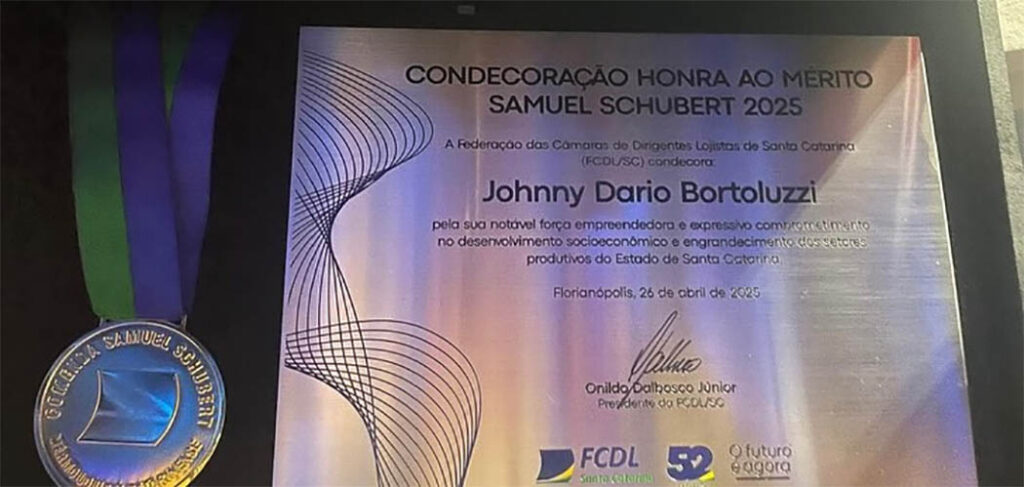 CONDECORAÇÃO HONRA AO MÉRITO
SAMUEL SCHUBERT 2025
A Federação das Câmaras de Dirigentes Lojistas de Santa Catarina
(FCDL/SC) condecora:
Johnny Dario Bortoluzzi
pela sua notável força empreendedora e expressivo comprometimento
no desenvolvimento socioeconômico e engrandecimento dos setores
produtivos do Estado de Santa Catarina.
Florianópolis, 26 de abril de 2025
Onildo Dalbosco Júnior
Presidente da FCDL/SC
FCDL
Santa Catarina
52
O futuro
é agora
COMENDA SAMUEL SCHUBERT